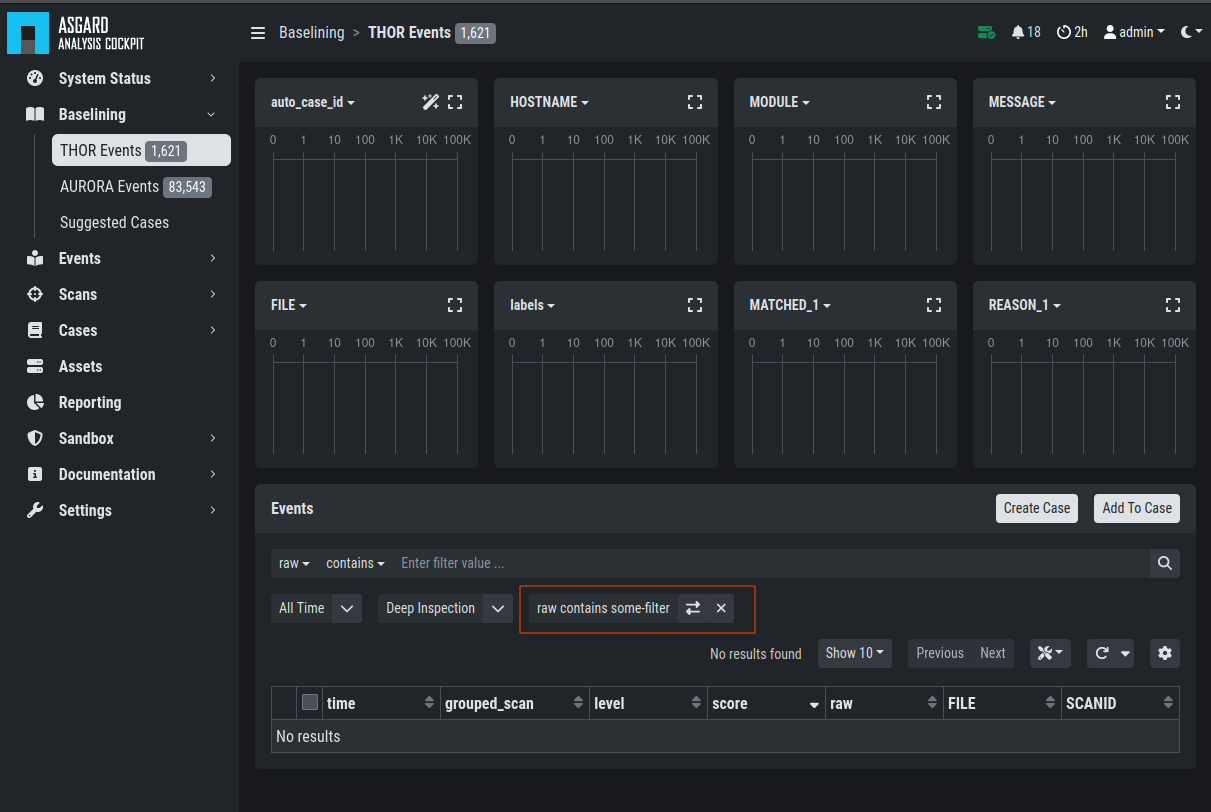 ASGARD
ANALYSIS COCKPIT
Baselining > THOR Events 1,621
18 2h admin
System Status
Baselining
THOR Events 1,621
AURORA Events 83,543
Suggested Cases
Events
Scans
Cases
Assets
Reporting
Sandbox
Documentation
Settings
auto_case_id HOSTNAME MODULE MESSAGE
0 1 10 100 1K 10K 100K 0 1 10 100 1K 10K 100K 0 1 10 100 1K 10K 100K 0 1 10 100 1K 10K 100K
FILE labels MATCHED_1 REASON_1
0 1 10 100 1K 10K 100K 0 1 10 100 1K 10K 100K 0 1 10 100 1K 10K 100K 0 1 10 100 1K 10K 100K
Events Create Case Add To Case
raw contains Enter filter value ...
All Time Deep Inspection raw contains some-filter
No results found Show 10 Previous Next
time grouped_scan level score raw FILE SCANID
No results